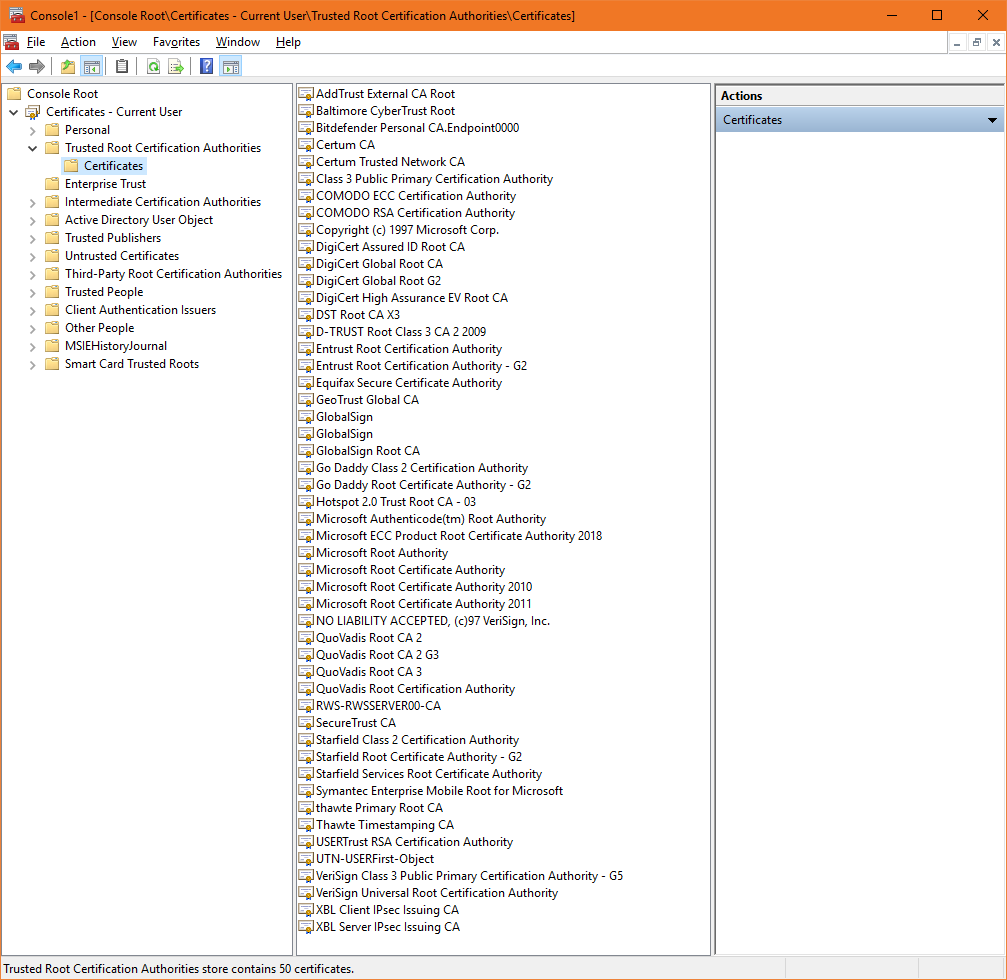 Console1 - [Console Root\Certificates - Current User\Trusted Root Certification Authorities\Certificates]
File Action View Favorites Window Help
Console Root
Certificates - Current User
Personal
Trusted Root Certification Authorities
Certificates
Enterprise Trust
Intermediate Certification Authorities
Active Directory User Object
Trusted Publishers
Untrusted Certificates
Third-Party Root Certification Authorities
Trusted People
Client Authentication Issuers
Other People
MSIEHistoryJournal
Smart Card Trusted Roots
AddTrust External CA Root
Baltimore CyberTrust Root
Bitdefender Personal CA.Endpoint0000
Certum CA
Certum Trusted Network CA
Class 3 Public Primary Certification Authority
COMODO ECC Certification Authority
COMODO RSA Certification Authority
Copyright (c) 1997 Microsoft Corp.
DigiCert Assured ID Root CA
DigiCert Global Root CA
DigiCert Global Root G2
DigiCert High Assurance EV Root CA
DST Root CA X3
D-TRUST Root Class 3 CA 2 2009
Entrust Root Certification Authority
Entrust Root Certification Authority - G2
Equifax Secure Certificate Authority
GeoTrust Global CA
GlobalSign
GlobalSign
GlobalSign Root CA
Go Daddy Class 2 Certification Authority
Go Daddy Root Certificate Authority - G2
Hotspot 2.0 Trust Root CA - 03
Microsoft Authenticode(tm) Root Authority
Microsoft ECC Product Root Certificate Authority 2018
Microsoft Root Authority
Microsoft Root Certificate Authority
Microsoft Root Certificate Authority 2010
Microsoft Root Certificate Authority 2011
NO LIABILITY ACCEPTED, (c)97 VeriSign, Inc.
QuoVadis Root CA 2
QuoVadis Root CA 2 G3
QuoVadis Root CA 3
QuoVadis Root Certification Authority
RWS-RWSSERVER00-CA
SecureTrust CA
Starfield Class 2 Certification Authority
Starfield Root Certificate Authority - G2
Starfield Services Root Certificate Authority
Symantec Enterprise Mobile Root for Microsoft
thawte Primary Root CA
Thawte Timestamping CA
USERTrust RSA Certification Authority
UTN-USERFirst-Object
VeriSign Class 3 Public Primary Certification Authority - G5
VeriSign Universal Root Certification Authority
XBL Client IPsec Issuing CA
XBL Server IPsec Issuing CA
Actions
Certificates
Trusted Root Certification Authorities store contains 50 certificates.